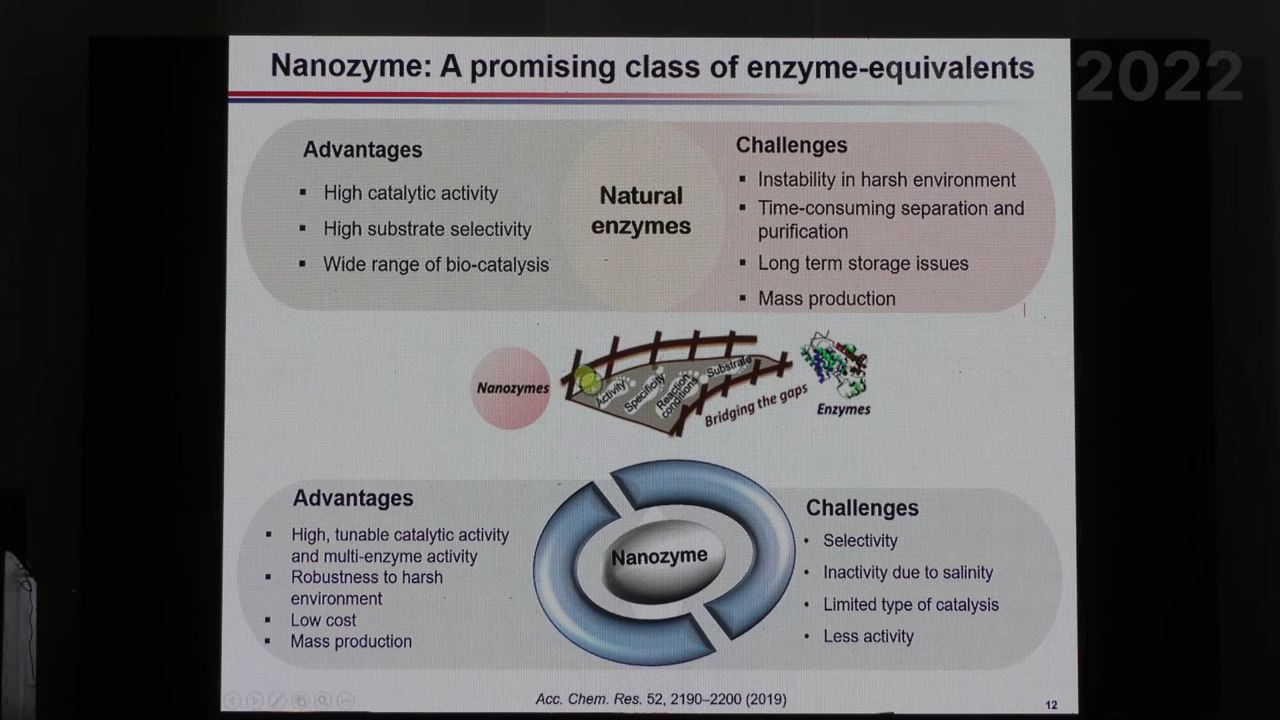 Nanozyme: A promising class of enzyme-equivalents
2022
Advantages
▪ High catalytic activity
▪ High substrate selectivity
▪ Wide range of bio-catalysis
Natural
enzymes
Challenges
▪ Instability in harsh environment
▪ Time-consuming separation and
purification
▪ Long term storage issues
▪ Mass production
Nanozymes
Activity
Specificity
Reaction
conditions
Substrate
Bridging the gaps
Enzymes
Advantages
▪ High, tunable catalytic activity
and multi-enzyme activity
▪ Robustness to harsh
environment
▪ Low cost
▪ Mass production
Nanozyme
Challenges
• Selectivity
• Inactivity due to salinity
• Limited type of catalysis
• Less activity
Acc. Chem. Res. 52, 2190–2200 (2019)
12